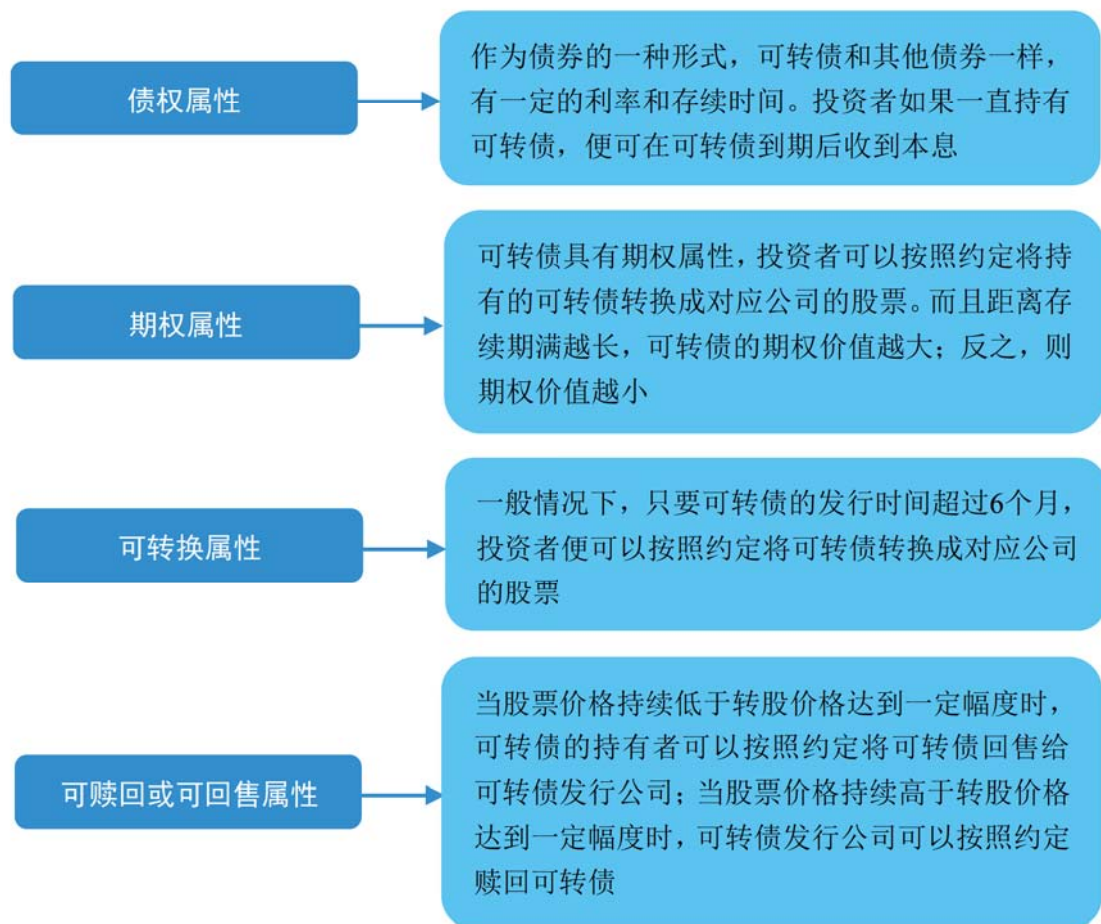 债权属性
作为债券的一种形式，可转债和其他债券一样，
有一定的利率和存续时间。投资者如果一直持有
可转债，便可在可转债到期后收到本息
期权属性
可转债具有期权属性，投资者可以按照约定将持
有的可转债转换成对应公司的股票。而且距离存
续期满越长，可转债的期权价值越大；反之，则
期权价值越小
可转换属性
一般情况下，只要可转债的发行时间超过6个月，
投资者便可以按照约定将可转债转换成对应公司
的股票
可赎回或可回售属性
当股票价格持续低于转股价格达到一定幅度时，
可转债的持有者可以按照约定将可转债回售给
可转债发行公司；当股票价格持续高于转股价格
达到一定幅度时，可转债发行公司可以按照约定
赎回可转债